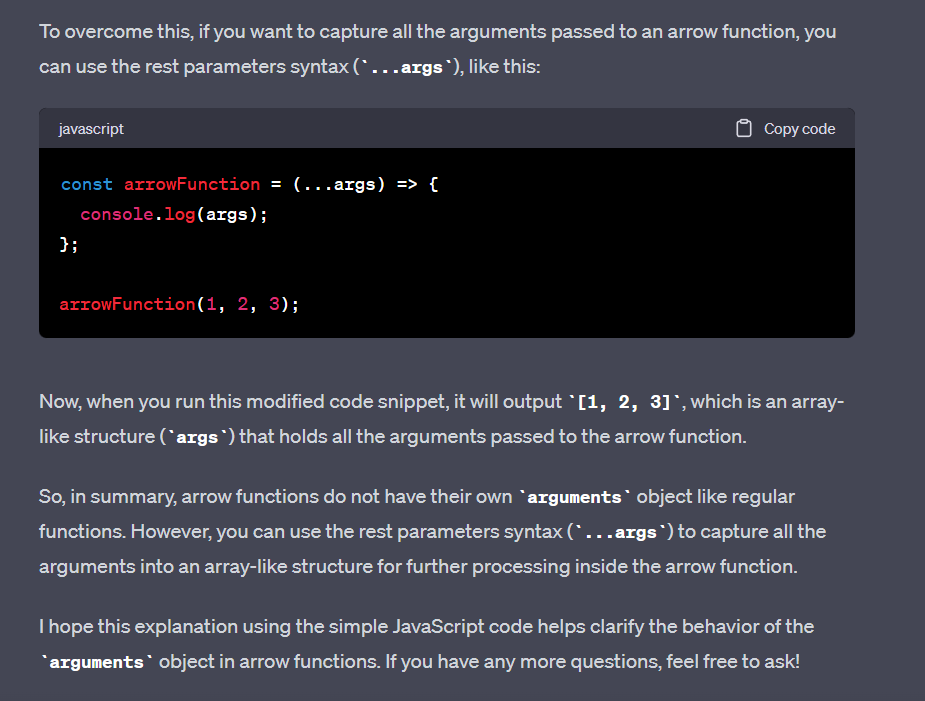 To overcome this, if you want to capture all the arguments passed to an arrow function, you
can use the rest parameters syntax (`...args`), like this:
javascript
Copy code
const arrowFunction = (...args) => {
  console.log(args);
};
arrowFunction(1, 2, 3);
Now, when you run this modified code snippet, it will output `[1, 2, 3]`, which is an array-
like structure (`args`) that holds all the arguments passed to the arrow function.
So, in summary, arrow functions do not have their own `arguments` object like regular
functions. However, you can use the rest parameters syntax (`...args`) to capture all the
arguments into an array-like structure for further processing inside the arrow function.
I hope this explanation using the simple JavaScript code helps clarify the behavior of the
`arguments` object in arrow functions. If you have any more questions, feel free to ask!